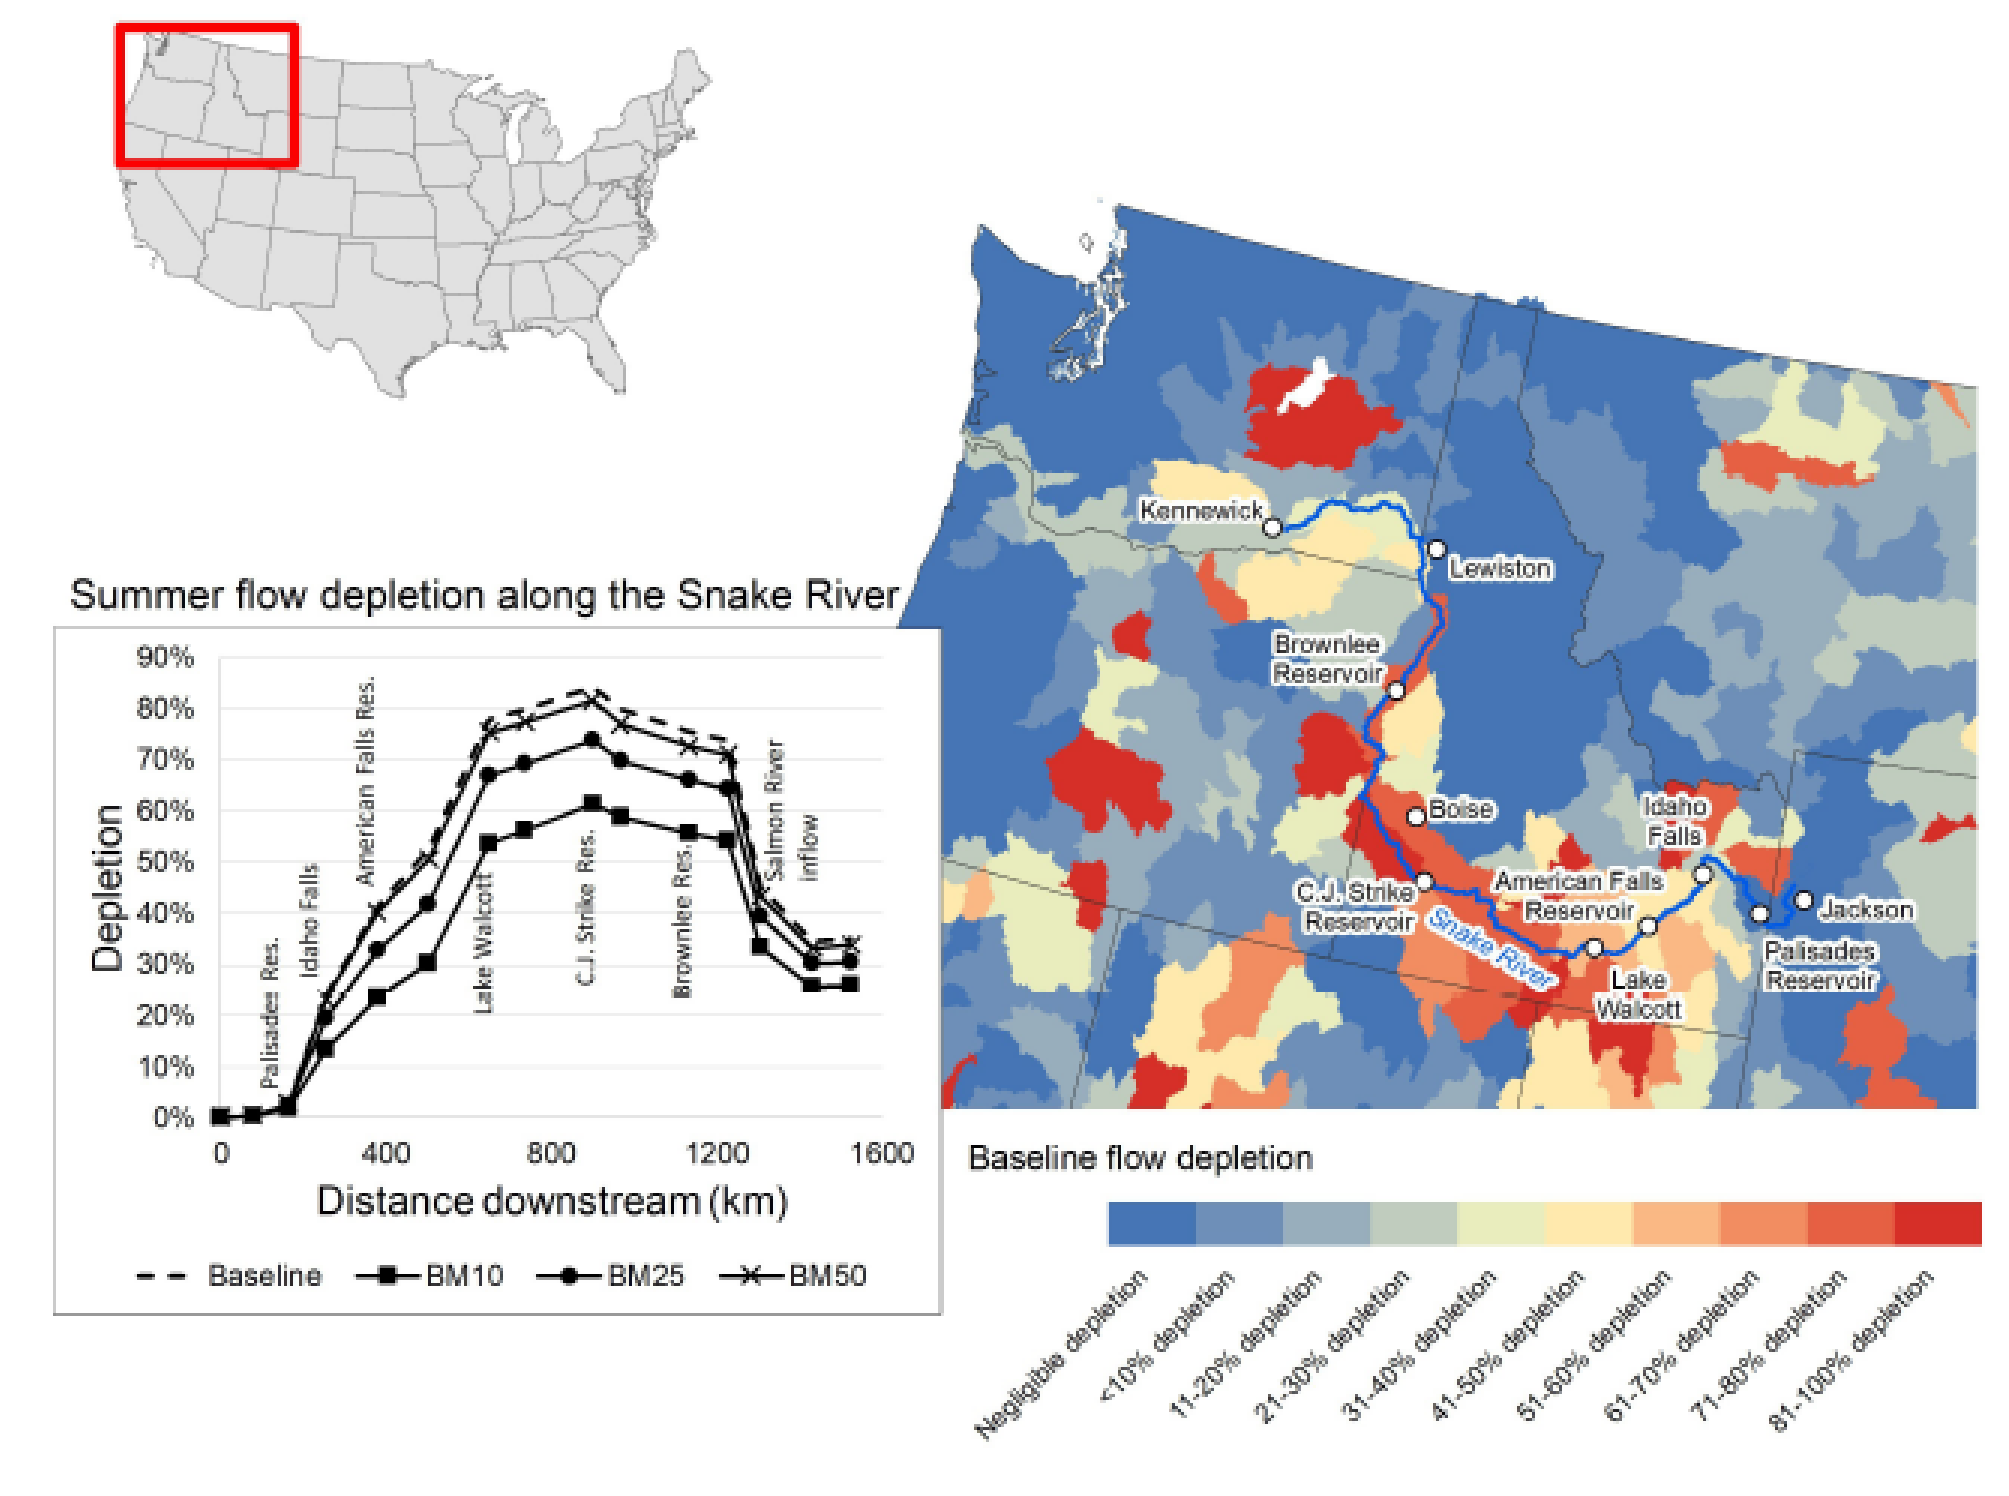 Summer flow depletion along the Snake River
90%
80%
70%
60%
50%
40%
30%
20%
10%
0%
Depletion
Palisades Res.
Idaho Falls
American Falls Res.
Lake Walcott
C.J. Strike Res.
Brownlee Res.
Salmon River
inflow
0
400
800
1200
1600
Distance downstream (km)
Baseline
BM10
BM25
BM50
Kennewick
Lewiston
Brownlee
Reservoir
Boise
Idaho
Falls
C.J. Strike
Reservoir
American Falls
Reservoir
Jackson
Snake River
Palisades
Reservoir
Lake
Walcott
Baseline flow depletion
Negligible depletion
<10% depletion
11-20% depletion
21-30% depletion
31-40% depletion
41-50% depletion
51-60% depletion
61-70% depletion
71-80% depletion
81-100% depletion